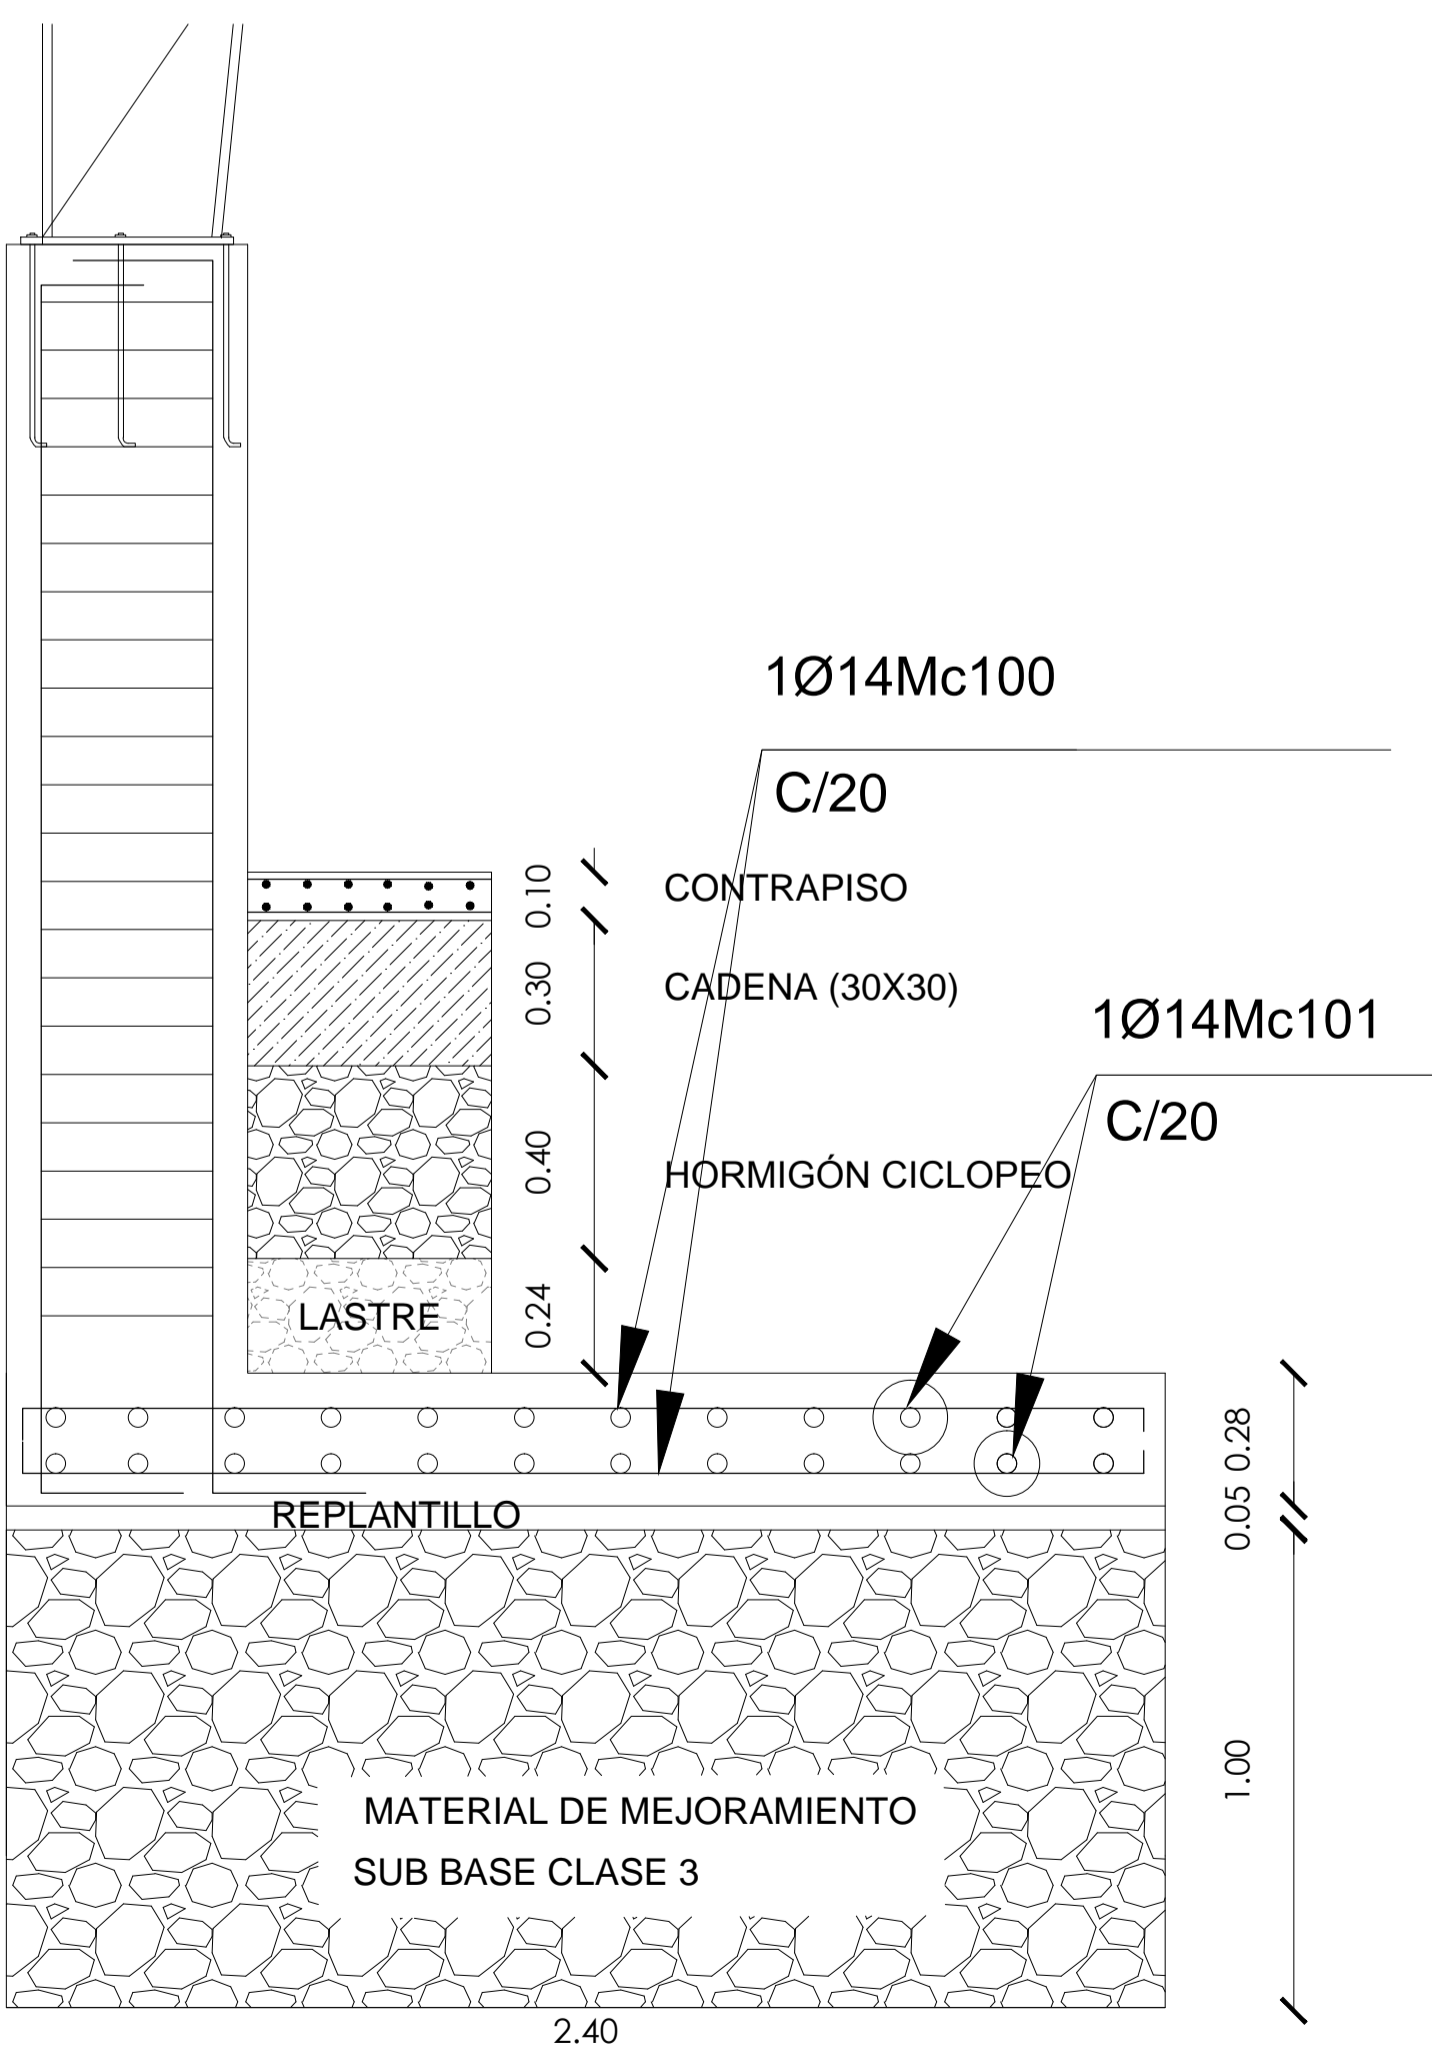 1Ø14Mc100
C/20
0.10
CONTRAPISO
0.30
CADENA (30X30)
1Ø14Mc101
C/20
0.40
HORMIGÓN CICLOPEO
LASTRE
0.24
0.28
REPLANTILLO
0.05
MATERIAL DE MEJORAMIENTO
SUB BASE CLASE 3
1.00
2.40